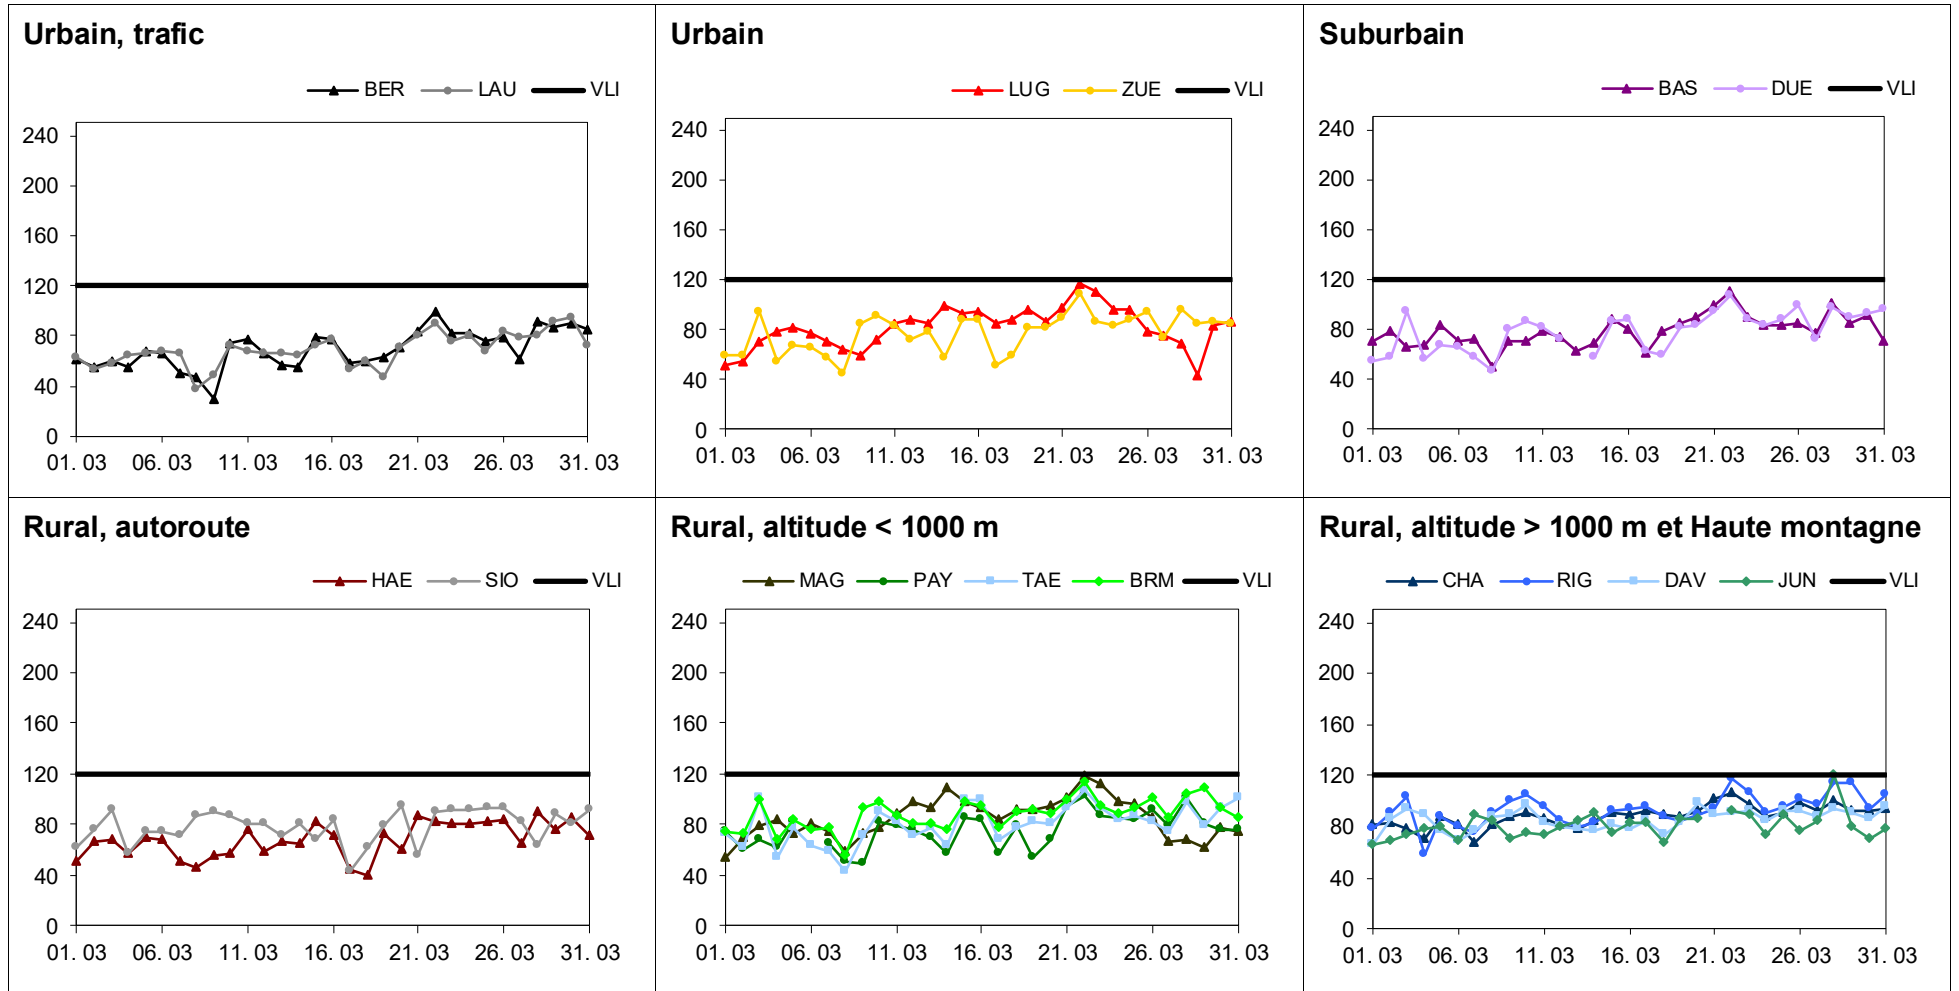 Urbain, trafic
BER LAU VLI
240
200
160
120
80
40
0
01. 03 06. 03 11. 03 16. 03 21. 03 26. 03 31. 03
Urbain
LUG ZUE VLI
240
200
160
120
80
40
0
01. 03 06. 03 11. 03 16. 03 21. 03 26. 03 31. 03
Suburbain
BAS DUE VLI
240
200
160
120
80
40
0
01. 03 06. 03 11. 03 16. 03 21. 03 26. 03 31. 03
Rural, autoroute
HAE SIO VLI
240
200
160
120
80
40
0
01. 03 06. 03 11. 03 16. 03 21. 03 26. 03 31. 03
Rural, altitude < 1000 m
MAG PAY TAE BRM VLI
240
200
160
120
80
40
0
01. 03 06. 03 11. 03 16. 03 21. 03 26. 03 31. 03
Rural, altitude > 1000 m et Haute montagne
CHA RIG DAV JUN VLI
240
200
160
120
80
40
0
01. 03 06. 03 11. 03 16. 03 21. 03 26. 03 31. 03